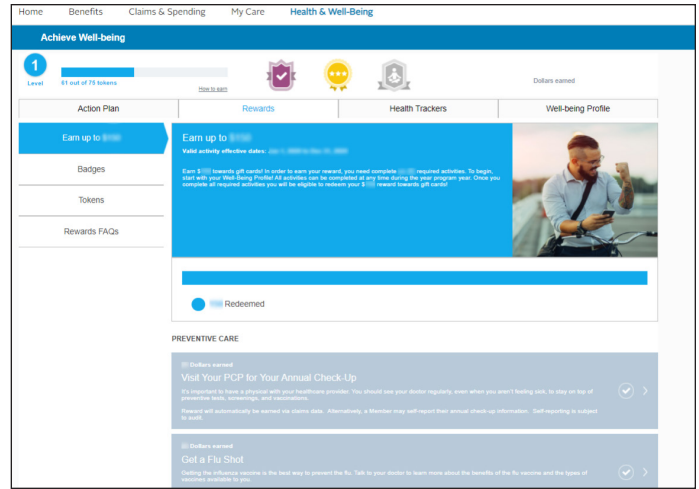 Home Benefits Claims & Spending My Care Health & Well-Being
Achieve Well-being
1
Level
61 out of 75 tokens
How to earn
Dollars earned
Action Plan Rewards Health Trackers Well-being Profile
Earn up to
Badges
Tokens
Rewards FAQs
Earn up to $150
Valid activity effective dates:
Earn $ towards gift cards! In order to earn your reward, you need complete required activities. To begin,
start with your Well-Being Profile! All activities can be completed at any time during the year program year. Once you
complete all required activities you will be eligible to redeem your $ reward towards gift cards!
Redeemed
PREVENTIVE CARE
Dollars earned
Visit Your PCP for Your Annual Check-Up
It's important to have a physical with your healthcare provider. You should see your doctor regularly, even when you aren't feeling sick, to stay on top of
preventive tests, screenings, and vaccinations.
Reward will automatically be earned via claims data. Alternatively, a Member may self-report their annual check-up information. Self-reporting is subject
to audit.
Dollars earned
Get a Flu Shot
Getting the influenza vaccine is the best way to prevent the flu. Talk to your doctor to learn more about the benefits of the flu vaccine and the types of
vaccines available to you.